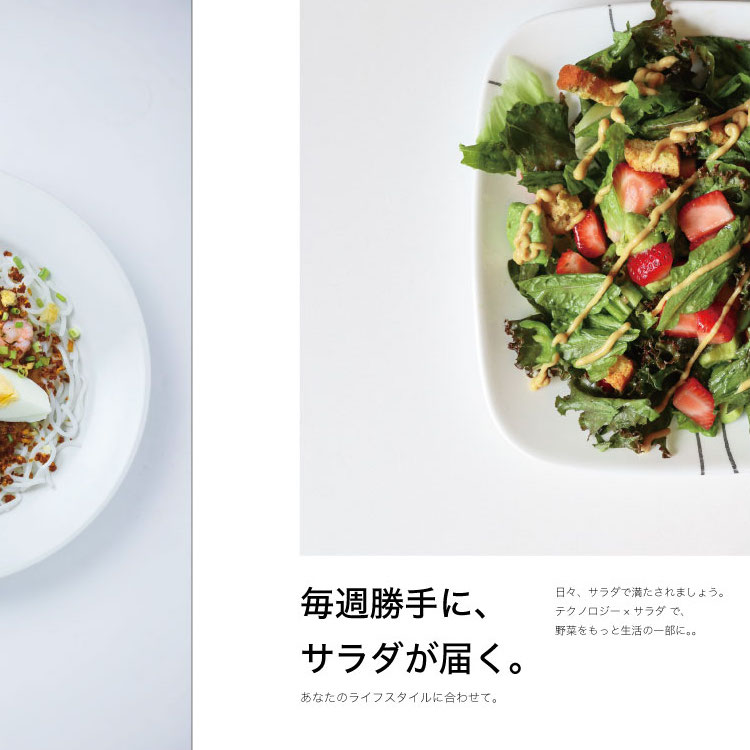 毎週勝手に、
サラダが届く。
あなたのライフスタイルに合わせて。
日々、サラダで満たされましょう。
テクノロジー × サラダ で、
野菜をもっと生活の一部に。。